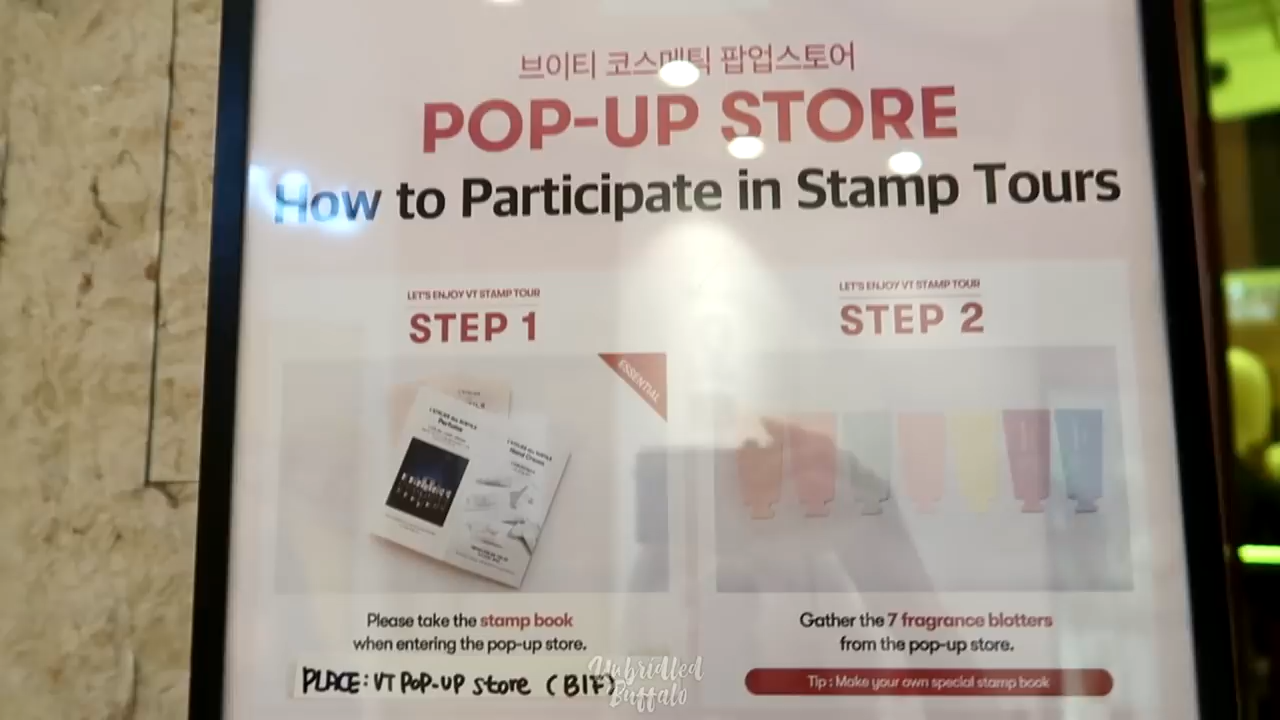 브이티 코스메틱 팝업스토어
POP-UP STORE
How to Participate in Stamp Tours
LET'S ENJOY VT STAMP TOUR
STEP 1
ESSENTIAL
Perfume
Hand Cream
Please take the stamp book
when entering the pop-up store.
PLACE: VT POP-UP store (B1F)
LET'S ENJOY VT STAMP TOUR
STEP 2
Gather the 7 fragrance blotters
from the pop-up store.
Tip : Make your own special stamp book
Unbridled
Buffalo